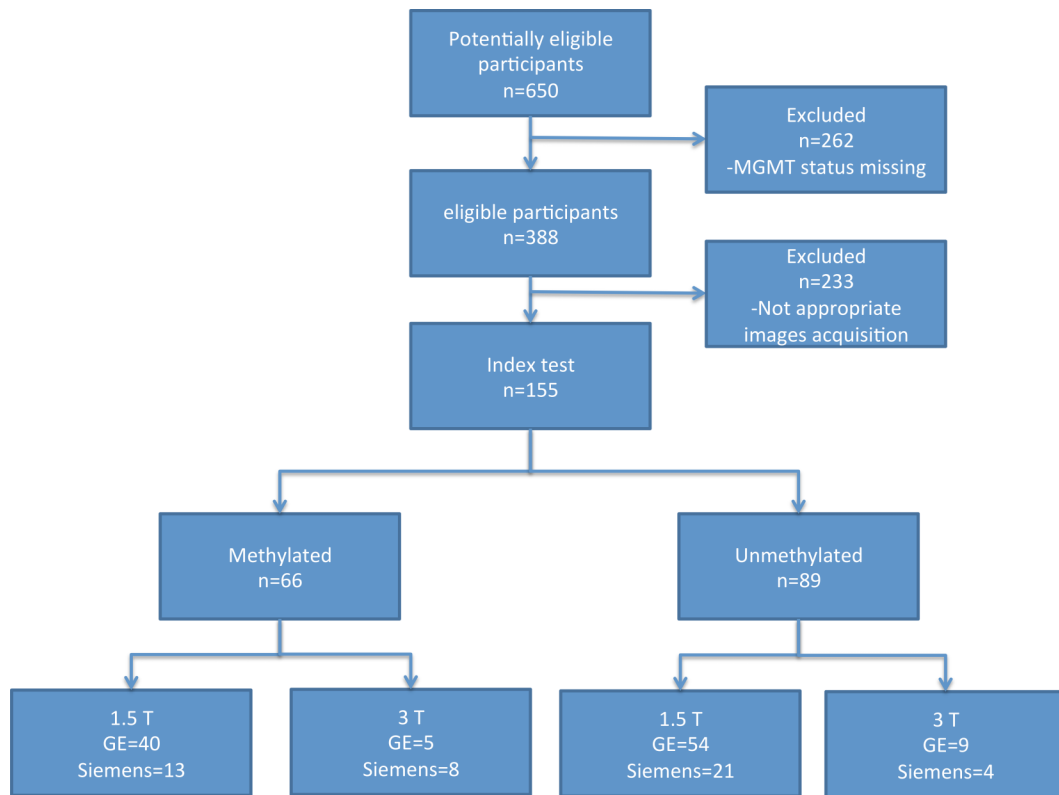 Potentially eligible
participants
n=650
Excluded
n=262
-MGMT status missing
eligible participants
n=388
Excluded
n=233
-Not appropriate
images acquisition
Index test
n=155
Methylated
n=66
Unmethylated
n=89
1.5 T
GE=40
Siemens=13
3 T
GE=5
Siemens=8
1.5 T
GE=54
Siemens=21
3 T
GE=9
Siemens=4